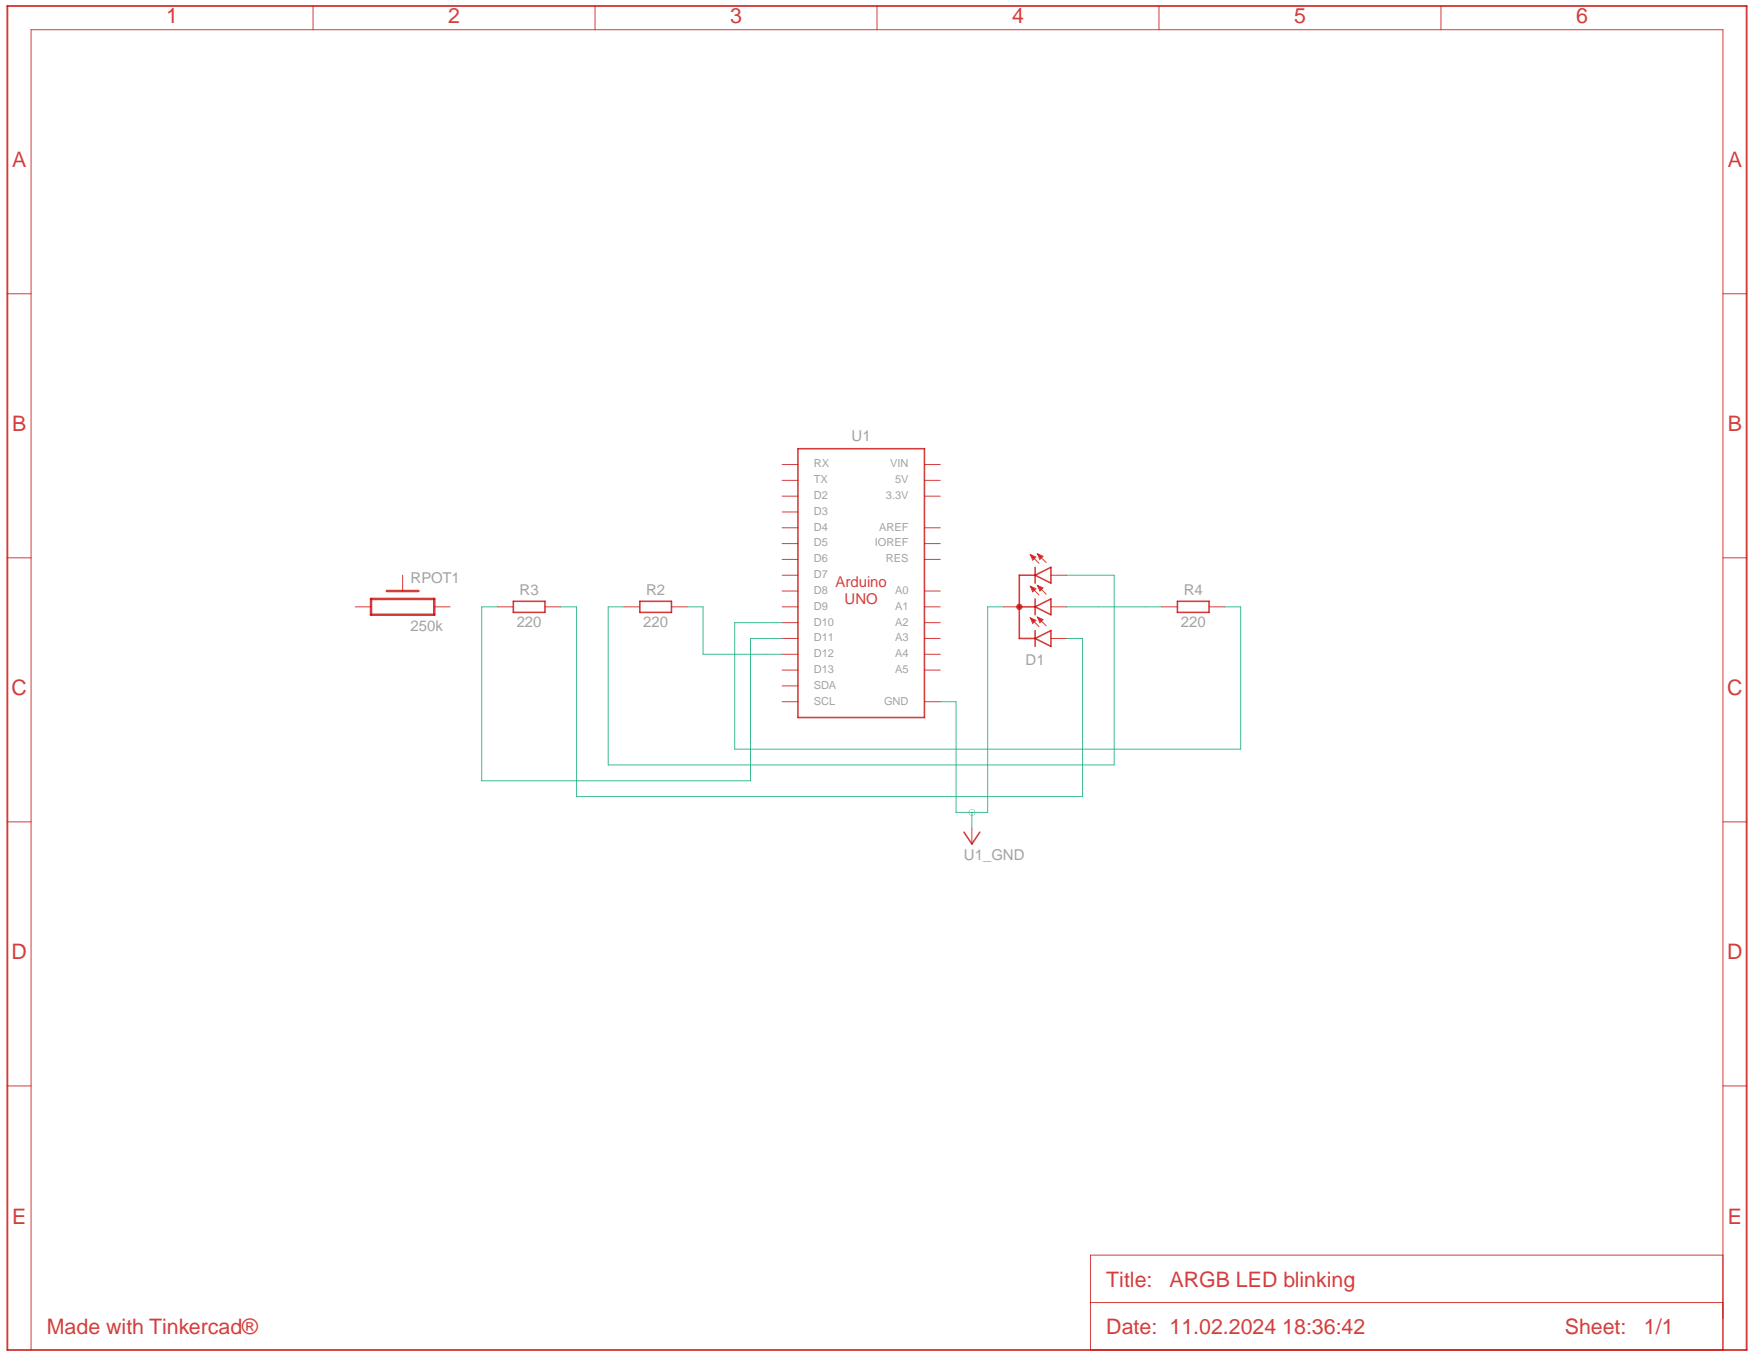 1 2 3 4 5 6
A A
B B
U1
RX VIN
TX 5V
D2 3.3V
D3
D4 AREF
D5 IOREF
D6 RES
D7
D8 A0
D9 A1
D10 A2
D11 A3
D12 A4
D13 A5
SDA
SCL GND
Arduino
UNO
RPOT1
250k
R3
220
R2
220
D1
R4
220
C C
U1_GND
D D
E E
Title: ARGB LED blinking
Date: 11.02.2024 18:36:42 Sheet: 1/1
Made with Tinkercad®